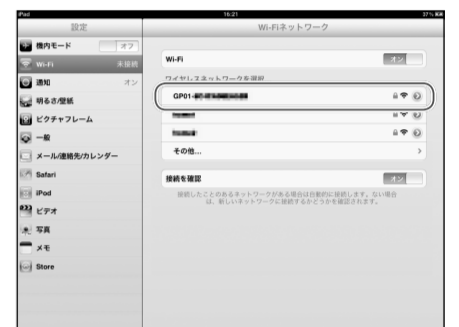 iPad
16:21
37%
設定
Wi-Fiネットワーク
機内モード
オフ
Wi-Fi
未接続
通知
オン
明るさ/壁紙
ピクチャフレーム
一般
メール/連絡先/カレンダー
Safari
iPod
ビデオ
写真
メモ
Store
Wi-Fi
オン
ワイヤレスネットワークを選択
GP01-
その他...
接続を確認
オン
接続したことのあるネットワークがある場合は自動的に接続します。ない場合
は、新しいネットワークに接続するかどうかを確認されます。